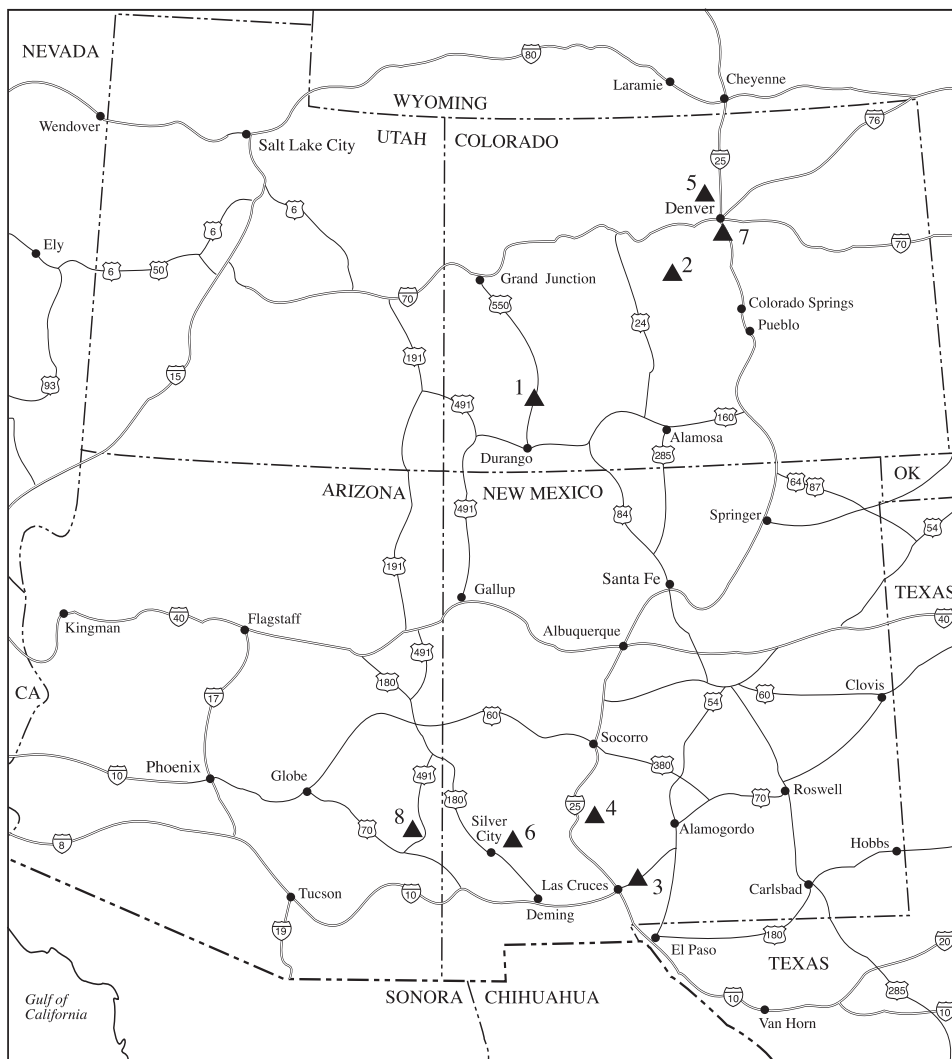 NEVADA
80
Laramie
Cheyenne
WYOMING
Wendover
76
UTAH
COLORADO
Salt Lake City
25
5
6
Denver
6
7
Ely
70
6
50
2
Grand Junction
70
550
Colorado Springs
24
Pueblo
191
15
93
1
491
160
Alamosa
Durango
285
ARIZONA
NEW MEXICO
OK
64
87
491
84
Springer
54
191
Santa Fe
Gallup
TEXAS
Kingman
40
Flagstaff
40
Albuquerque
491
180
CA
17
54
60
Clovis
60
Socorro
380
Phoenix
10
Globe
491
70
Roswell
180
25
4
8
70
8
Silver
City
6
Alamogordo
Hobbs
Las Cruces
3
Carlsbad
Tucson
10
Deming
19
180
El Paso
20
TEXAS
SONORA
CHIHUAHUA
Gulf of
California
10
285
10
Van Horn